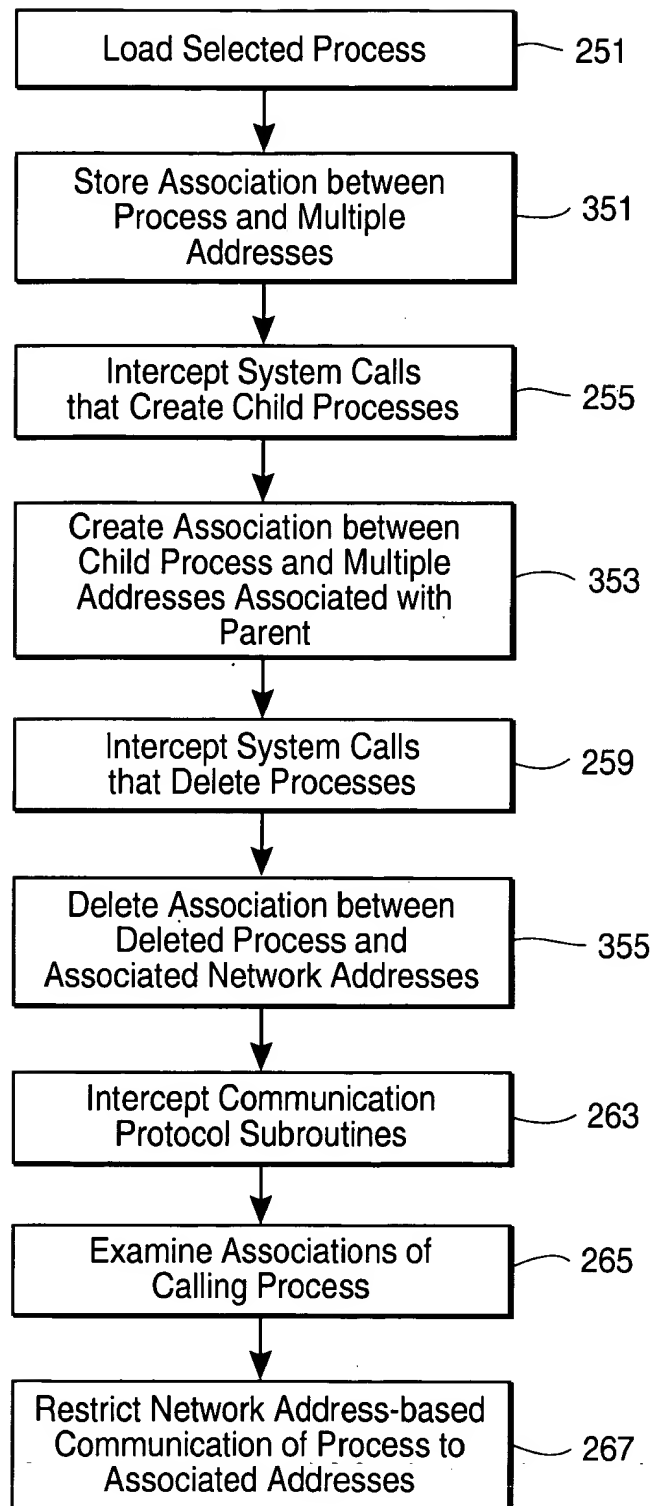 Load Selected Process
251
Store Association between
Process and Multiple
Addresses
351
Intercept System Calls
that Create Child Processes
255
Create Association between
Child Process and Multiple
Addresses Associated with
Parent
353
Intercept System Calls
that Delete Processes
259
Delete Association between
Deleted Process and
Associated Network Addresses
355
Intercept Communication
Protocol Subroutines
263
Examine Associations of
Calling Process
265
Restrict Network Address-based
Communication of Process to
Associated Addresses
267